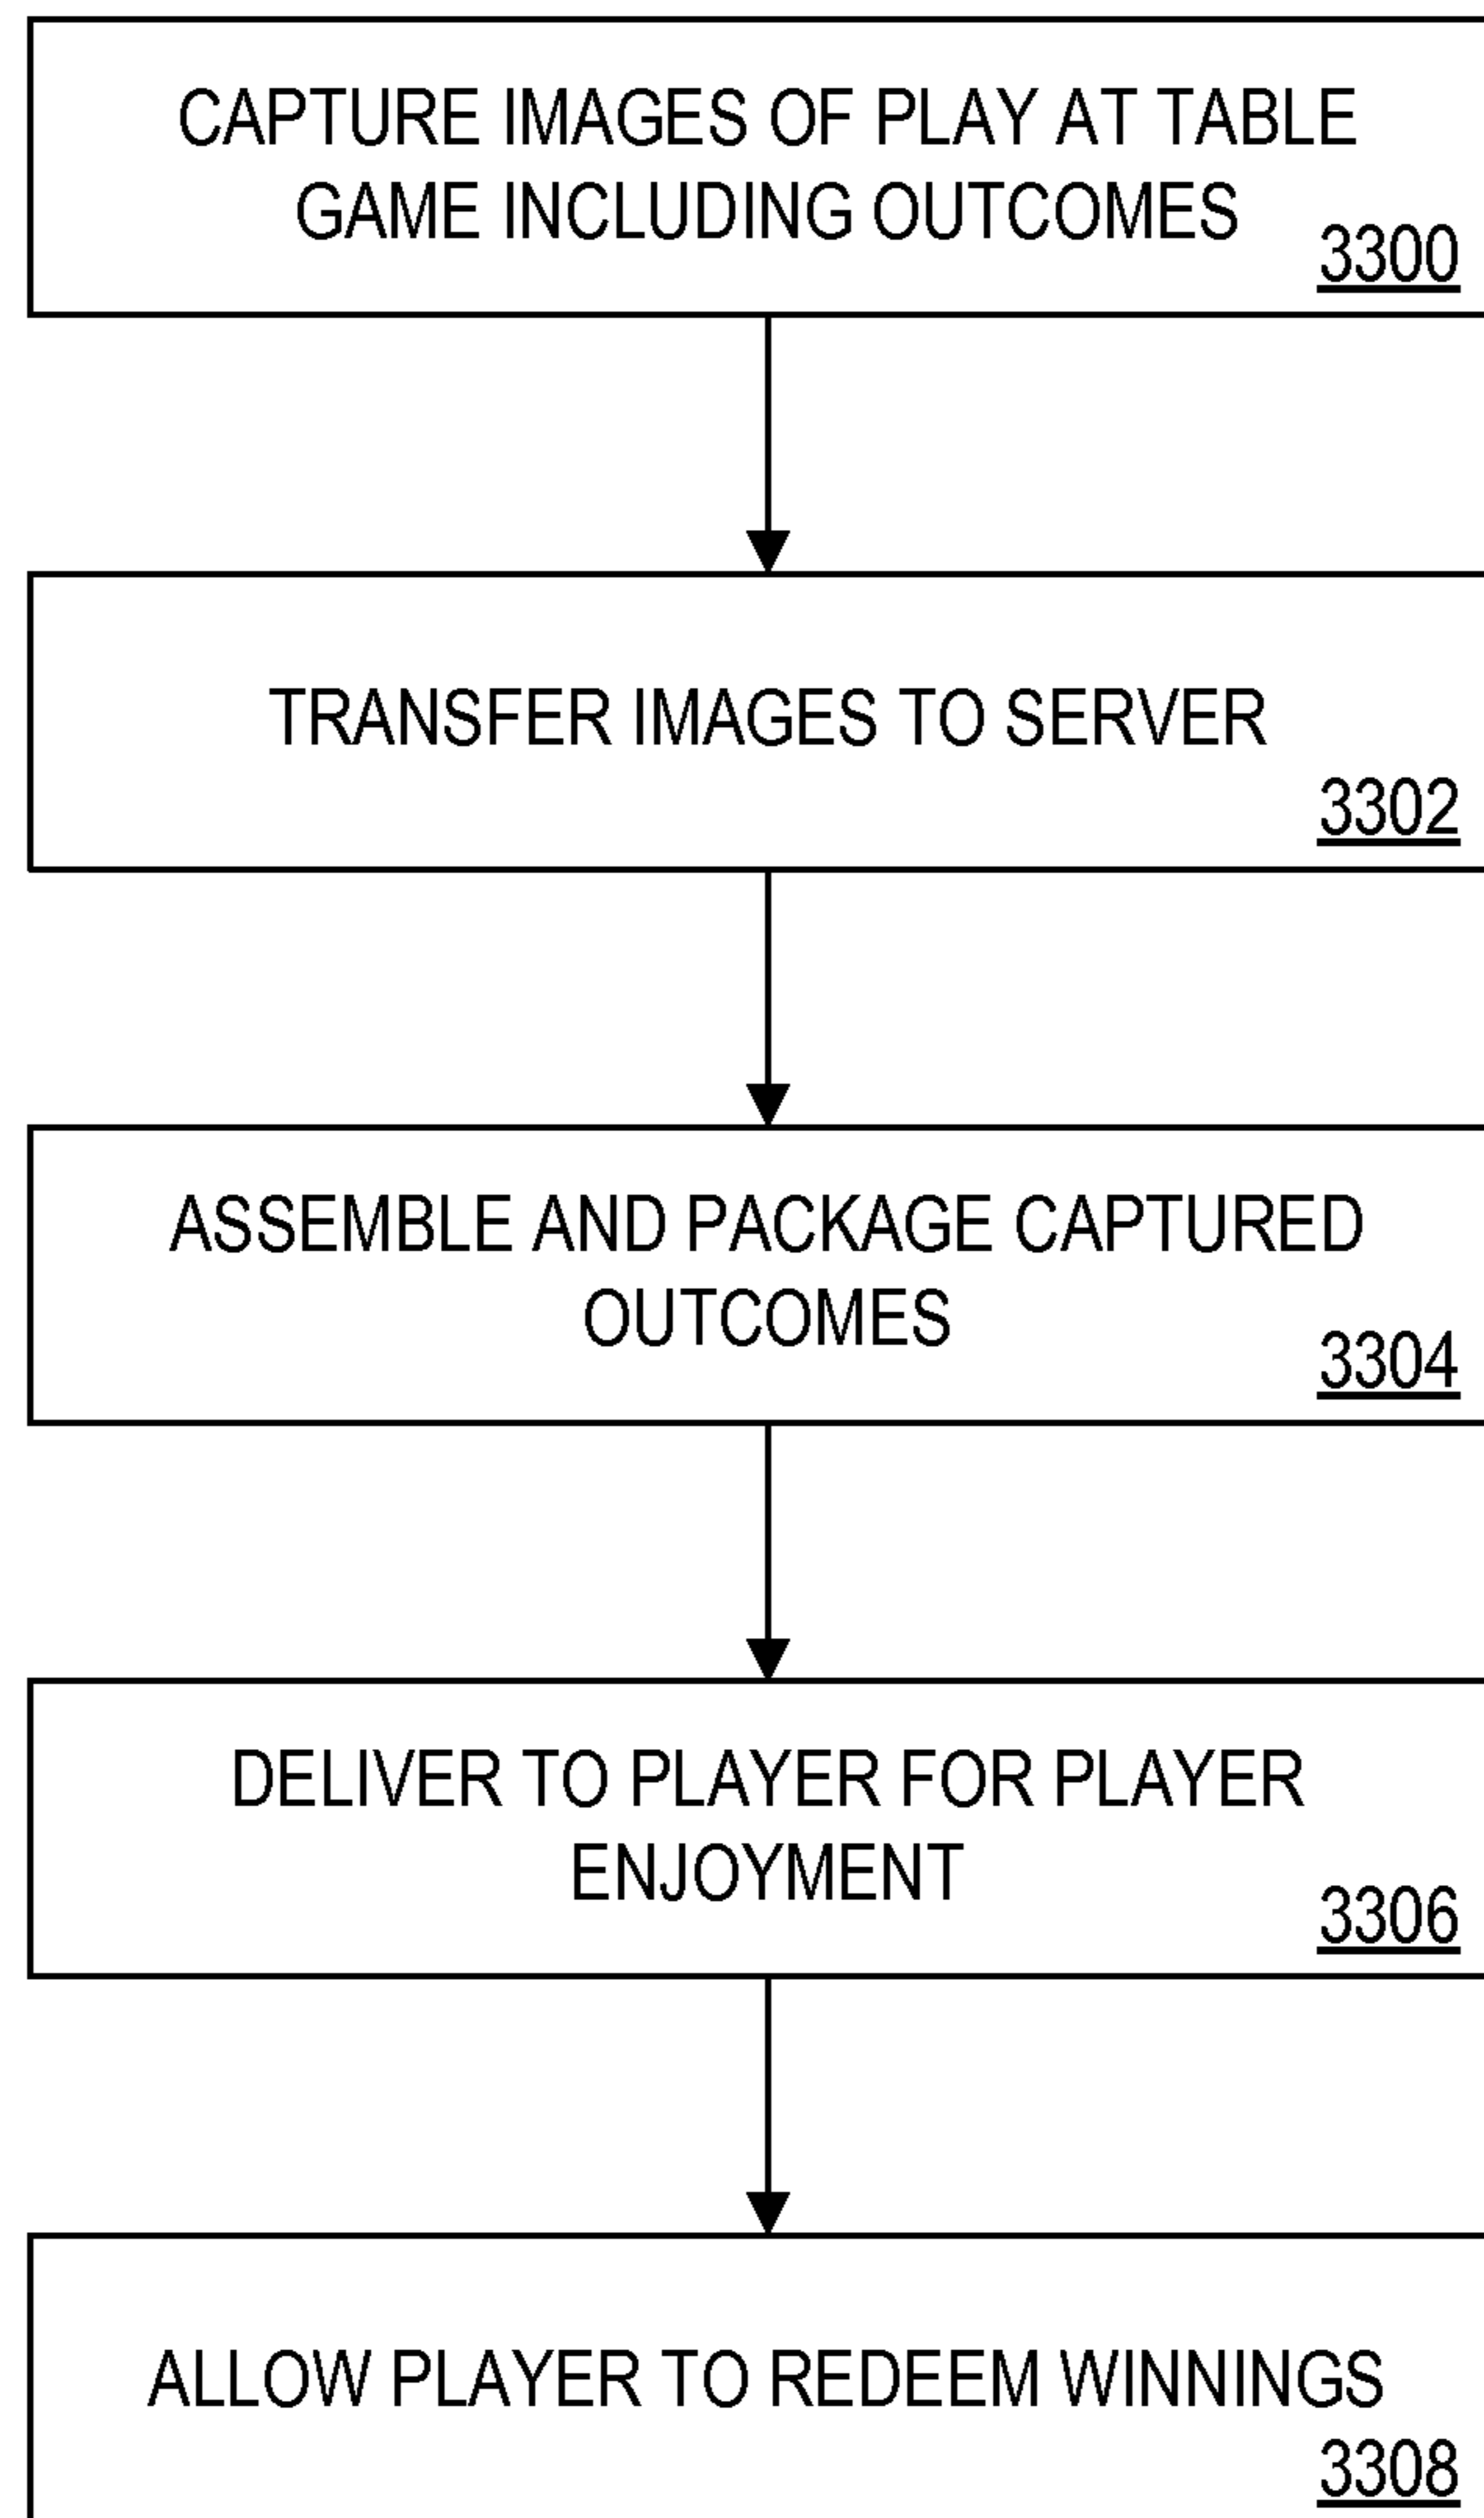 CAPTURE IMAGES OF PLAY AT TABLE
GAME INCLUDING OUTCOMES
3300
TRANSFER IMAGES TO SERVER
3302
ASSEMBLE AND PACKAGE CAPTURED
OUTCOMES
3304
DELIVER TO PLAYER FOR PLAYER
ENJOYMENT
3306
ALLOW PLAYER TO REDEEM WINNINGS
3308